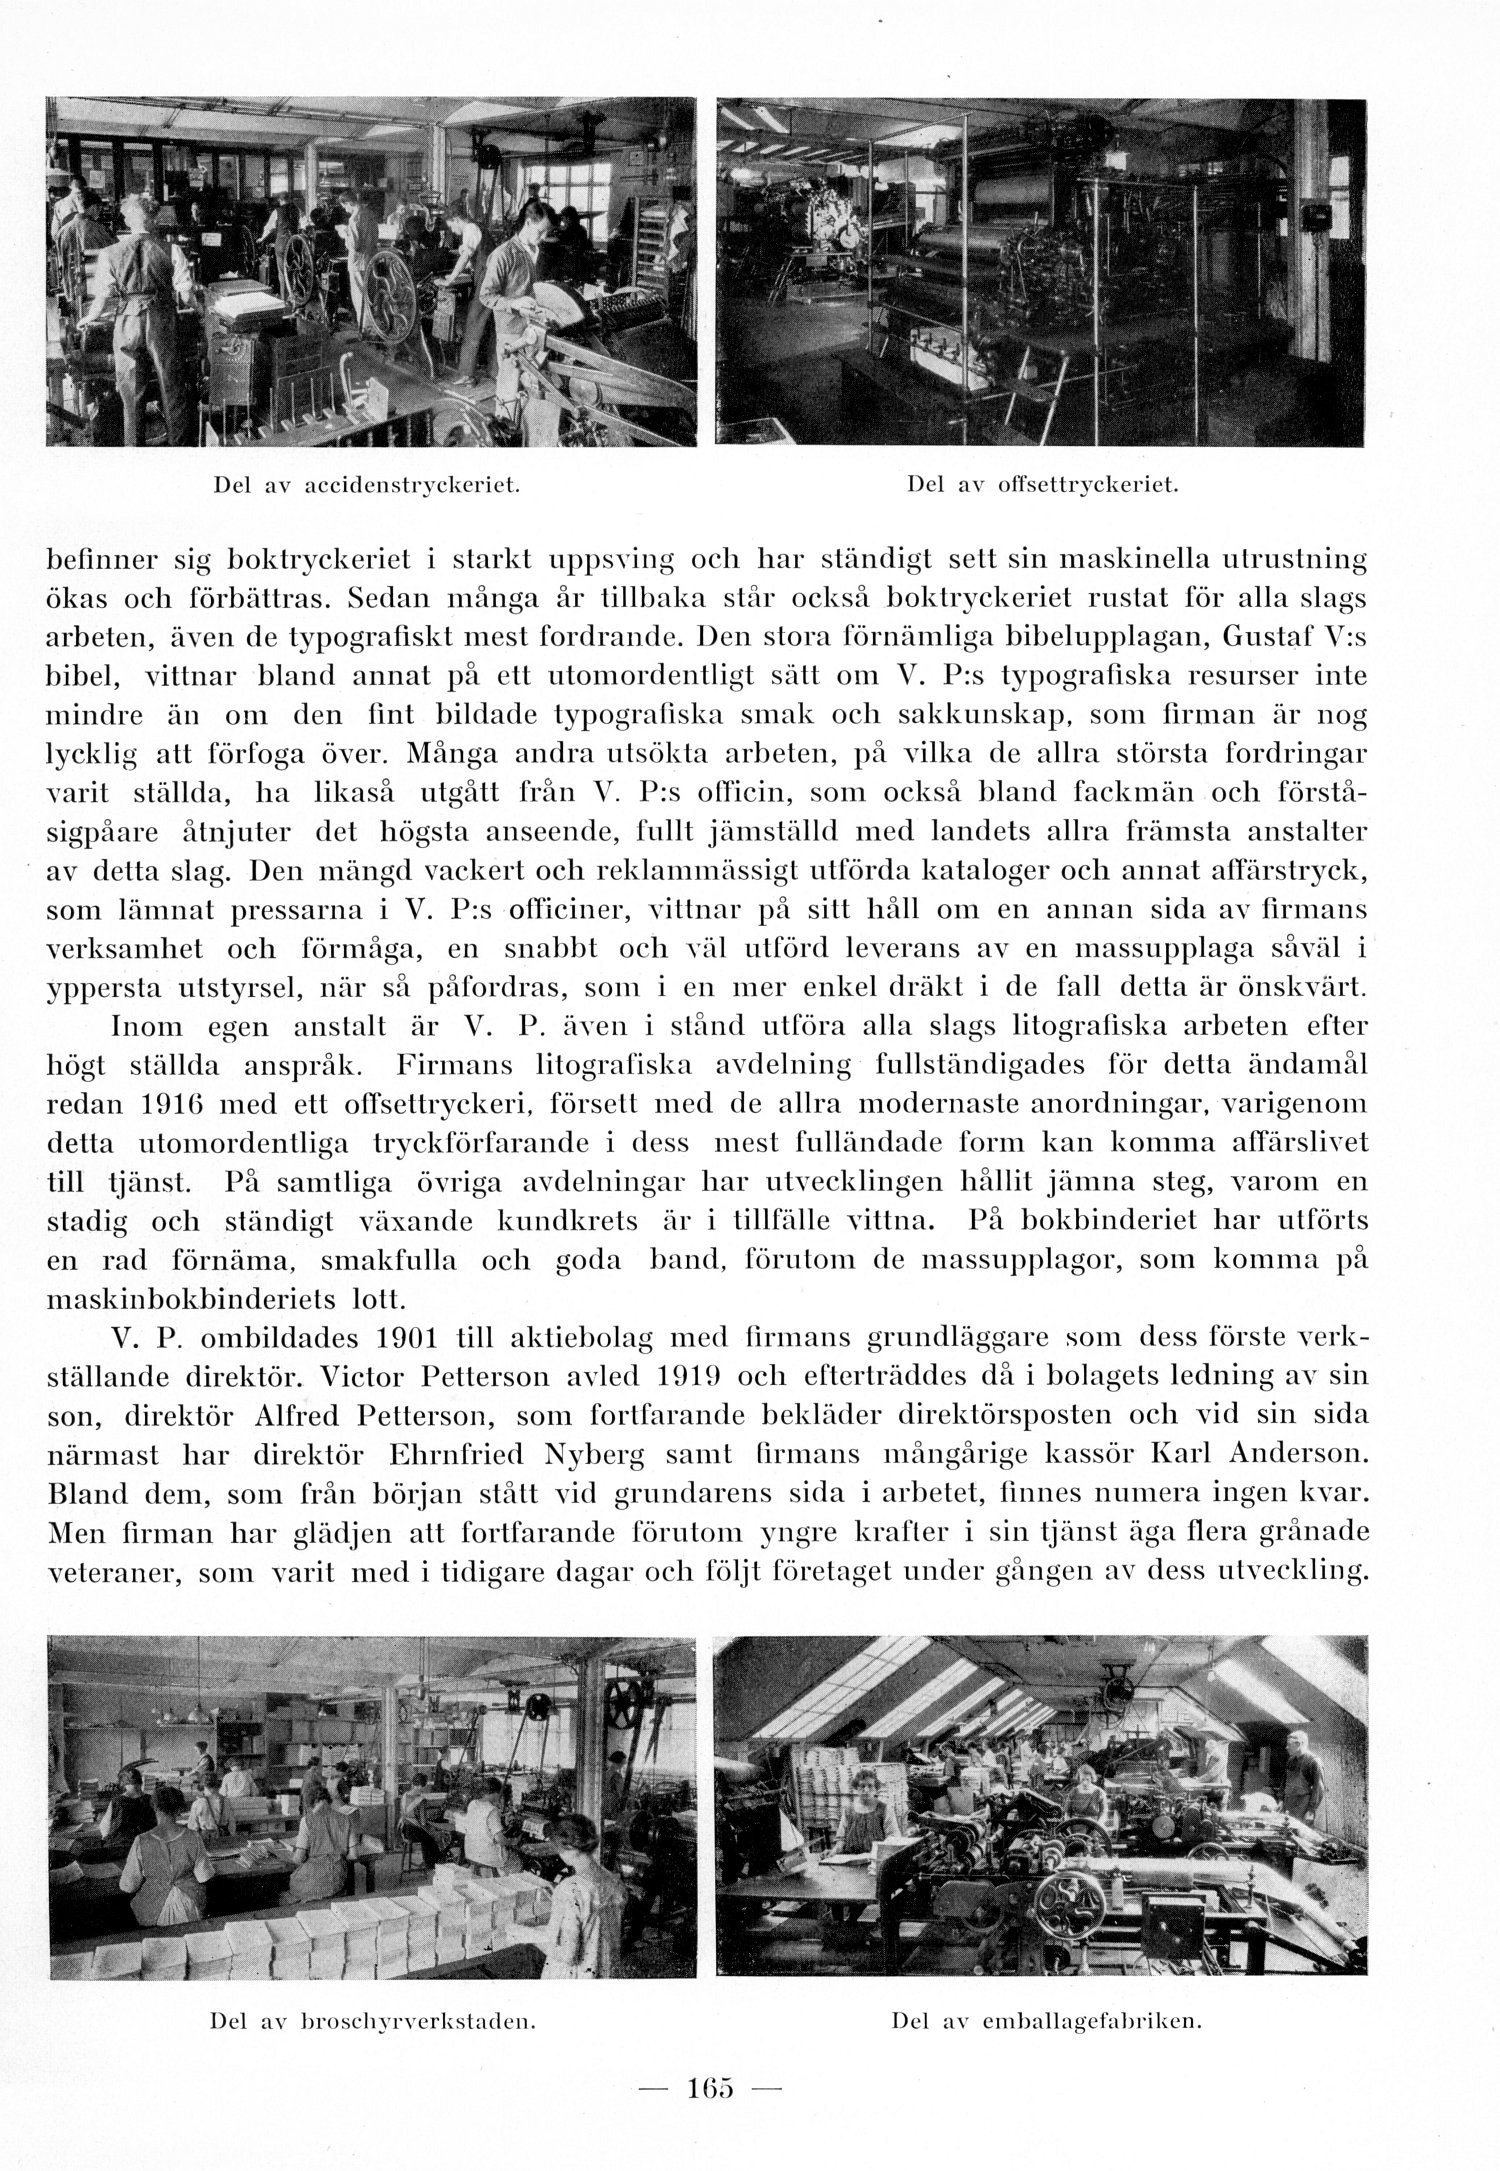 Del av accidenstryckeriet.
Del av offsettryckeriet.
befinner sig boktryckeriet i starkt uppsving och har ständigt sett sin maskinella utrustning
ökas och förbättras. Sedan många år tillbaka står också boktryckeriet rustat för alla slags
arbeten, även de typografiskt mest fordrande. Den stora förnämliga bibelupplagan, Gustaf V:s
bibel, vittnar bland annat på ett utomordentligt sätt om V. P:s typografiska resurser inte
mindre än om den fint bildade typografiska smak och sakkunskap, som firman är nog
lycklig att förfoga över. Många andra utsökta arbeten, på vilka de allra största fordringar
varit ställda, ha likaså utgått från V. P:s officin, som också bland fackmän och förstå-
sigpåare åtnjuter det högsta anseende, fullt jämställd med landets allra främsta anstalter
av detta slag. Den mängd vackert och reklammässigt utförda kataloger och annat affärstryck,
som lämnat pressarna i V. P:s officiner, vittnar på sitt håll om en annan sida av firmans
verksamhet och förmåga, en snabbt och väl utförd leverans av en massupplaga såväl i
yppersta utstyrsel, när så påfordras, som i en mer enkel dräkt i de fall detta är önskvärt.
Inom egen anstalt är V. P. även i stånd utföra alla slags litografiska arbeten efter
högt ställda anspråk. Firmans litografiska avdelning fullständigades för detta ändamål
redan 1916 med ett offsettryckeri, försett med de allra modernaste anordningar, varigenom
detta utomordentliga tryckförfarande i dess mest fulländade form kan komma affärslivet
till tjänst. På samtliga övriga avdelningar har utvecklingen hållit jämna steg, varom en
stadig och ständigt växande kundkrets är i tillfälle vittna. På bokbinderiet har utförts
en rad förnäma, smakfulla och goda band, förutom de massupplagor, som komma på
maskinbokbinderiets lott.
V. P. ombildades 1901 till aktiebolag med firmans grundläggare som dess förste verk-
ställande direktör. Victor Petterson avled 1919 och efterträddes då i bolagets ledning av sin
son, direktör Alfred Petterson, som fortfarande bekläder direktörsposten och vid sin sida
närmast har direktör Ehrnfried Nyberg samt firmans mångårige kassör Karl Anderson.
Bland dem, som från början stått vid grundarens sida i arbetet, finnes numera ingen kvar.
Men firman har glädjen att fortfarande förutom yngre krafter i sin tjänst äga flera grånade
veteraner, som varit med i tidigare dagar och följt företaget under gången av dess utveckling.
Del av broschyrverkstaden.
Del av emballagefabriken.
— 165 —